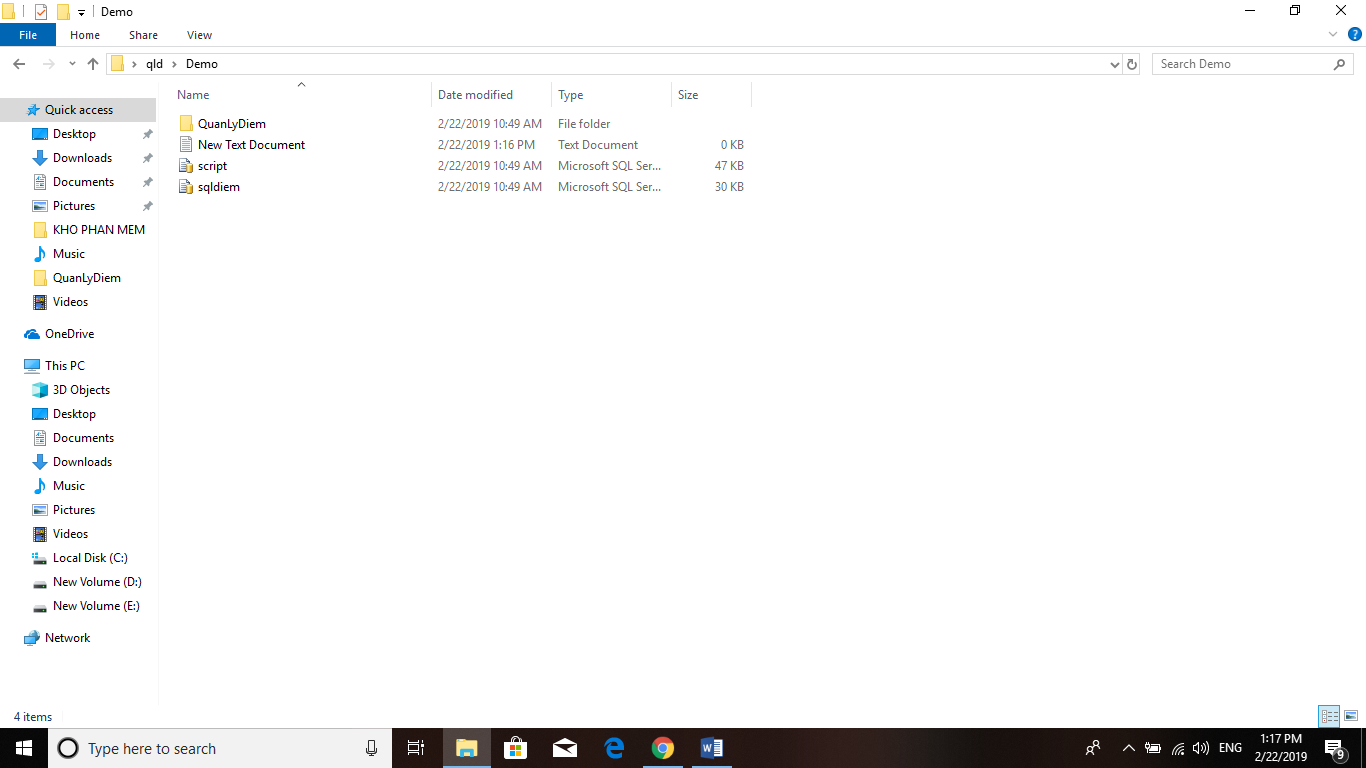 Demo
File Home Share View
qld Demo Search Demo
Name Date modified Type Size
QuanLyDiem 2/22/2019 10:49 AM File folder
New Text Document 2/22/2019 1:16 PM Text Document 0 KB
script 2/22/2019 10:49 AM Microsoft SQL Ser... 47 KB
sqldiem 2/22/2019 10:49 AM Microsoft SQL Ser... 30 KB
Quick access
Desktop
Downloads
Documents
Pictures
KHO PHAN MEM
Music
QuanLyDiem
Videos
OneDrive
This PC
3D Objects
Desktop
Documents
Downloads
Music
Pictures
Videos
Local Disk (C:)
New Volume (D:)
New Volume (E:)
Network
4 items
Type here to search
ENG
1:17 PM
2/22/2019
9